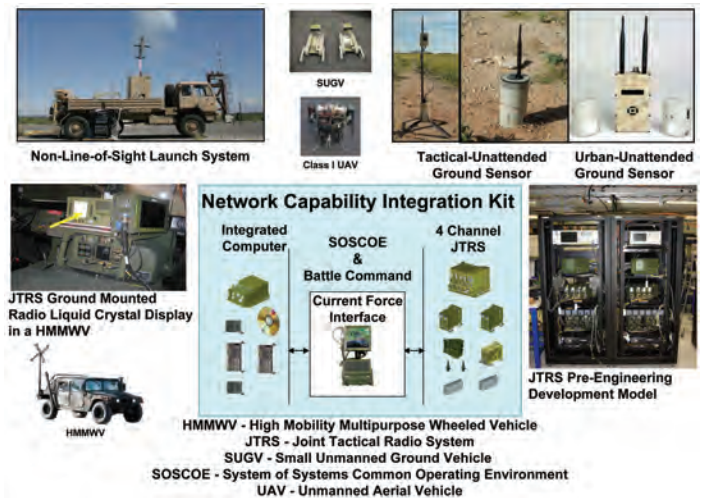 SUGV
Non-Line-of-Sight Launch System
Class I UAV
Tactical-Unattended
Ground Sensor
Urban-Unattended
Ground Sensor
Network Capability Integration Kit
Integrated
Computer
SOSCOE
&
Battle Command
4 Channel
JTRS
Current Force
Interface
JTRS Ground Mounted
Radio Liquid Crystal Display
in a HMMWV
HMMWV
JTRS Pre-Engineering
Development Model
HMMWV - High Mobility Multipurpose Wheeled Vehicle
JTRS - Joint Tactical Radio System
SUGV - Small Unmanned Ground Vehicle
SOSCOE - System of Systems Common Operating Environment
UAV - Unmanned Aerial Vehicle